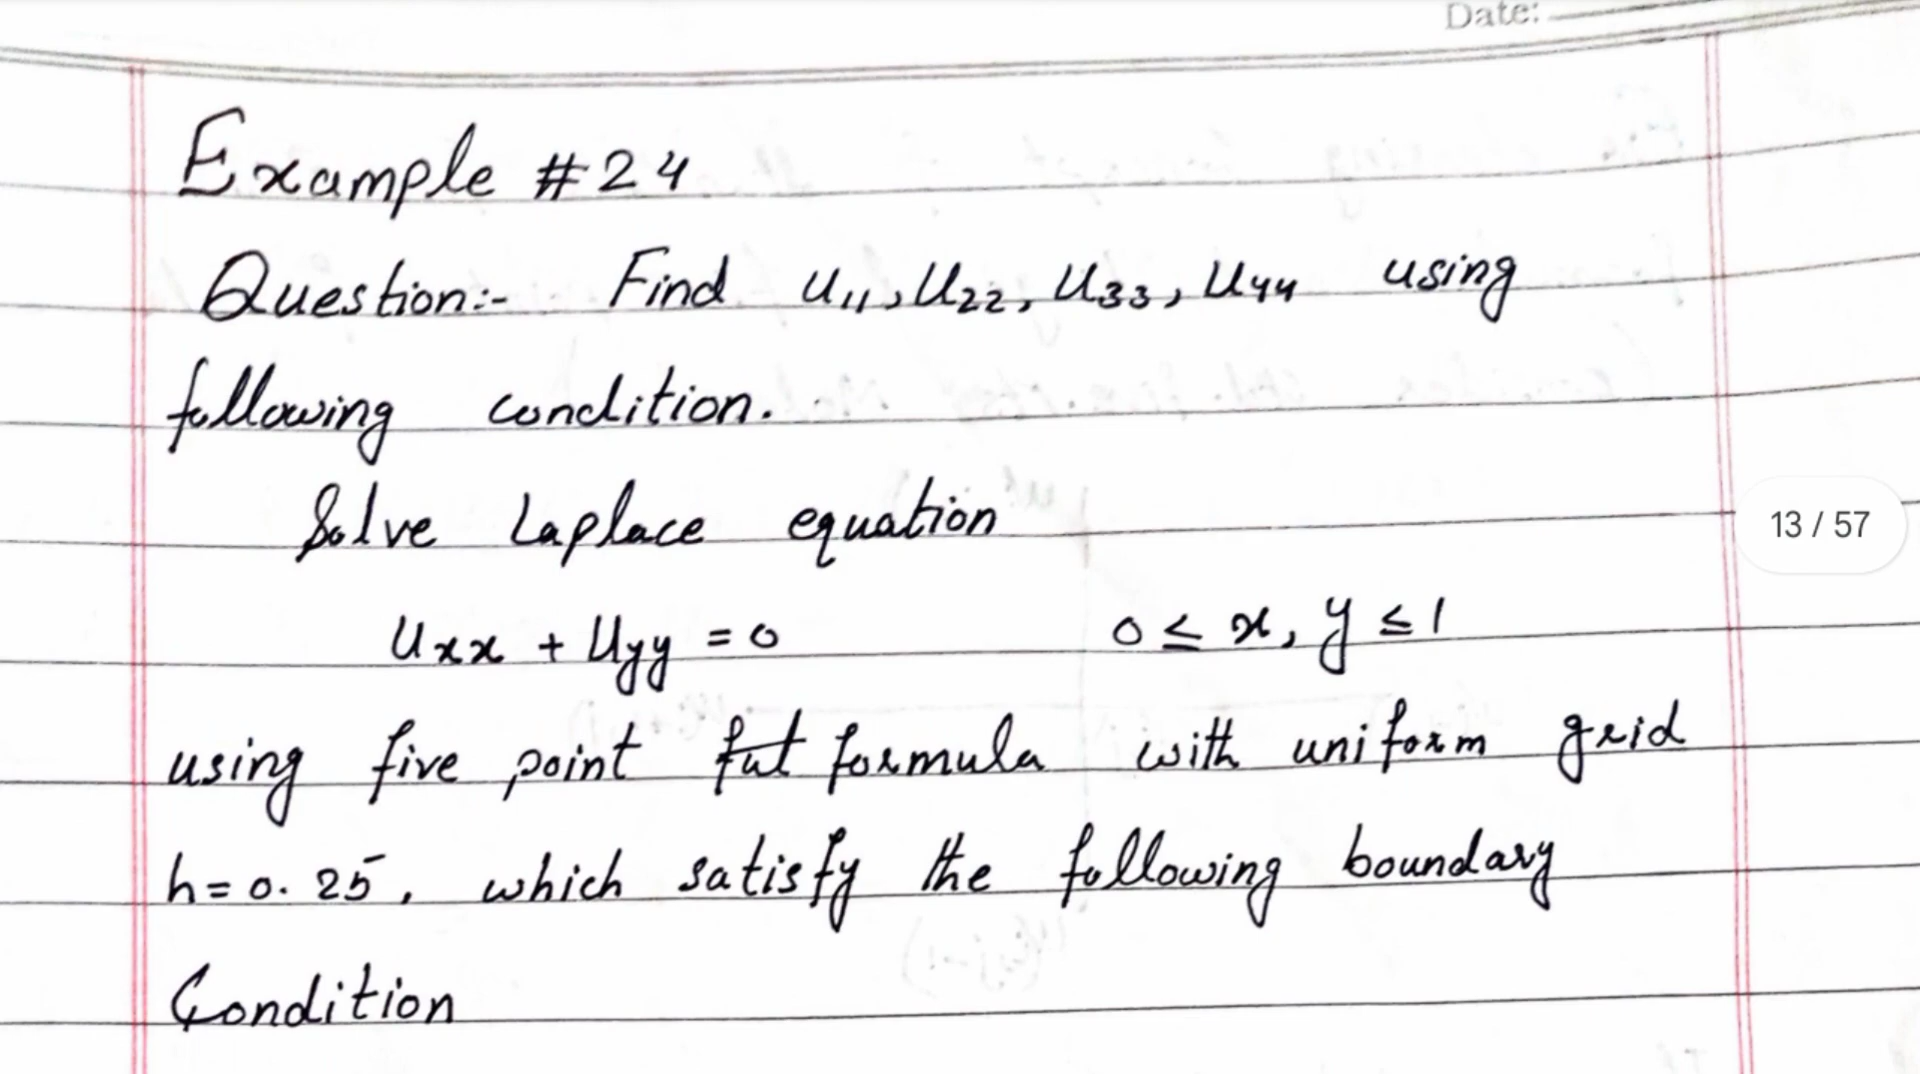 Date:
Example #24
Question:- Find u₁₁, u₂₂, u₃₃, u₄₄ using
following condition.
Solve Laplace equation
uxx + uyy = 0 0 ≤ x, y ≤ 1
13 / 57
using five point formula with uniform grid
h = 0.25, which satisfy the following boundary
Condition